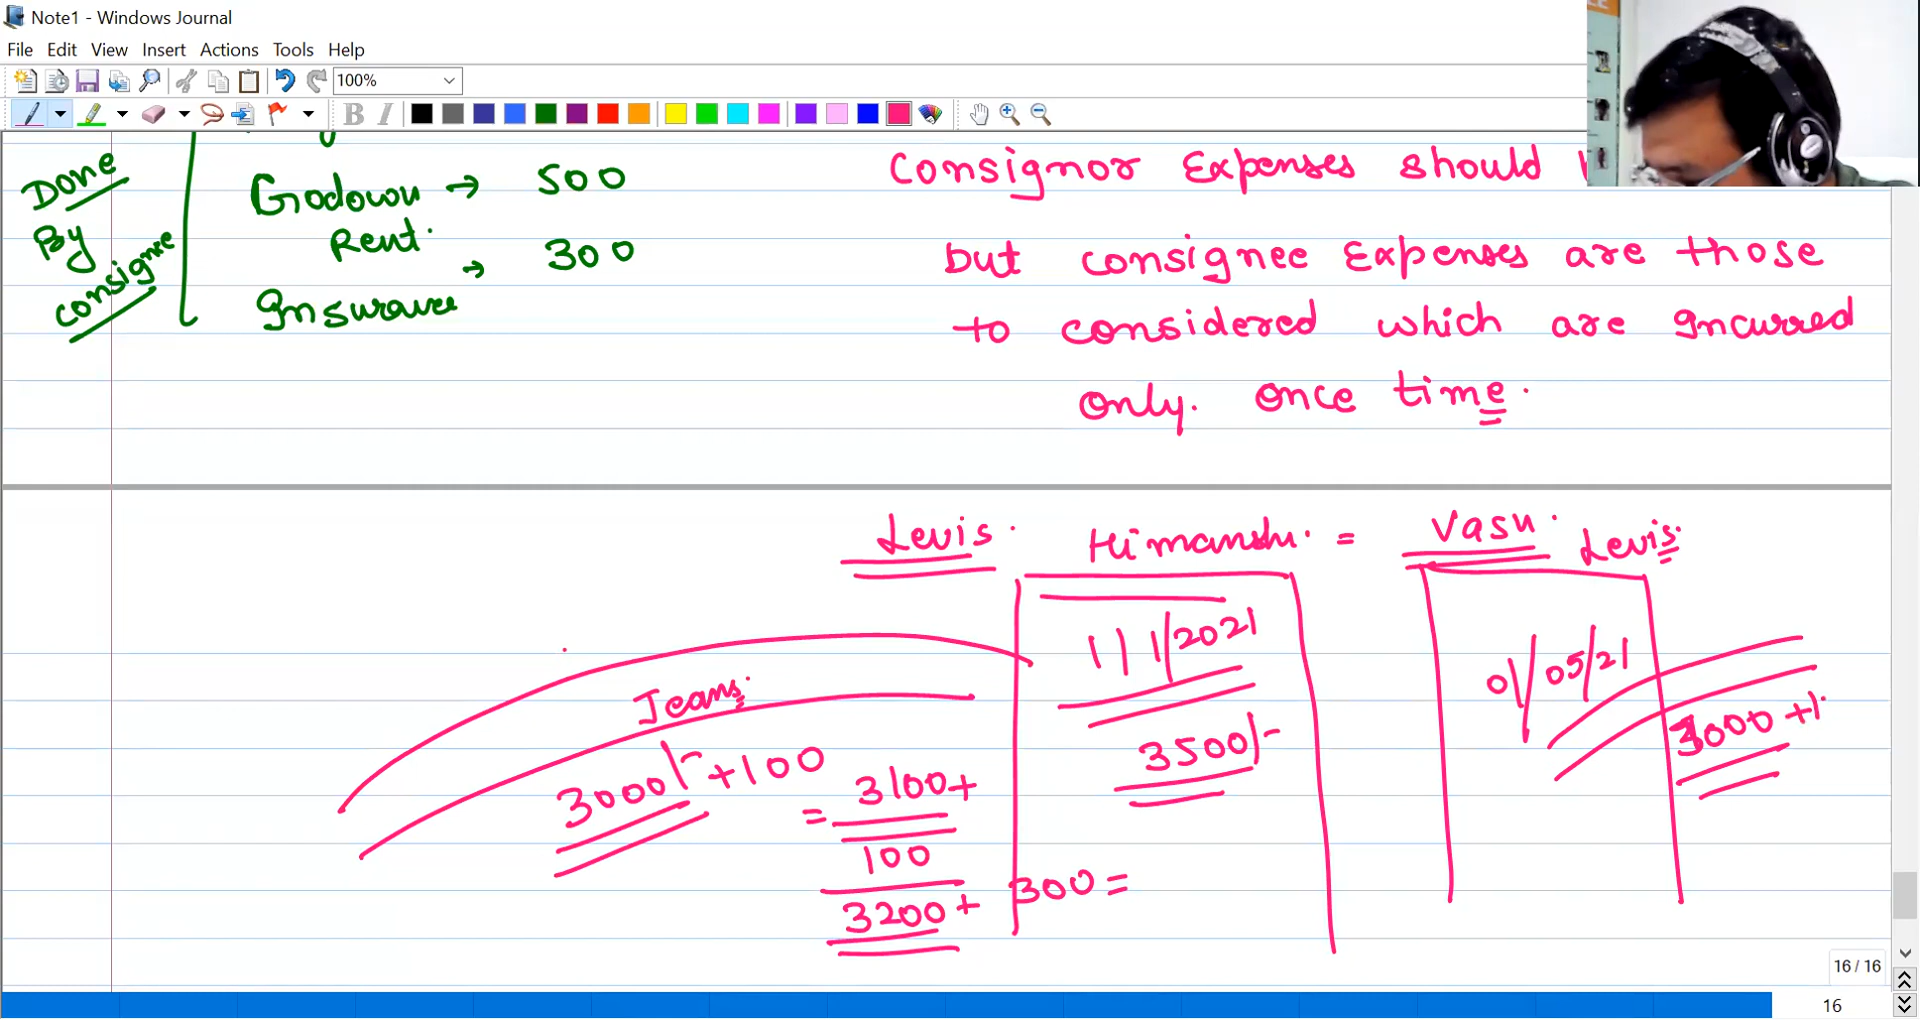 Note1 - Windows Journal
File Edit View Insert Actions Tools Help
100%
B I
Done
By
consignee
Godown → 500
Rent.
→ 300
Insurance
Consignor Expenses should
but consignee Expenses are those
to considered which are Incurred
only. once time.
Levis. Himanshu. = Vasu. Levis.
1/1/2021
01/05/21
Jeans.
3500/-
3000 +1
3000/- +100
= 3100+
100
3200+ 300 =
16 / 16
16